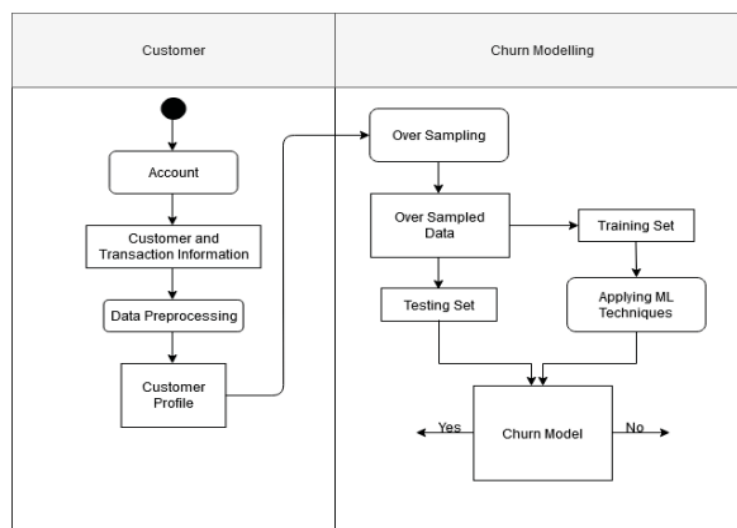 Customer
Churn Modelling
Account
Customer and
Transaction Information
Data Preprocessing
Customer
Profile
Over Sampling
Over Sampled
Data
Training Set
Testing Set
Applying ML
Techniques
Yes
Churn Model
No